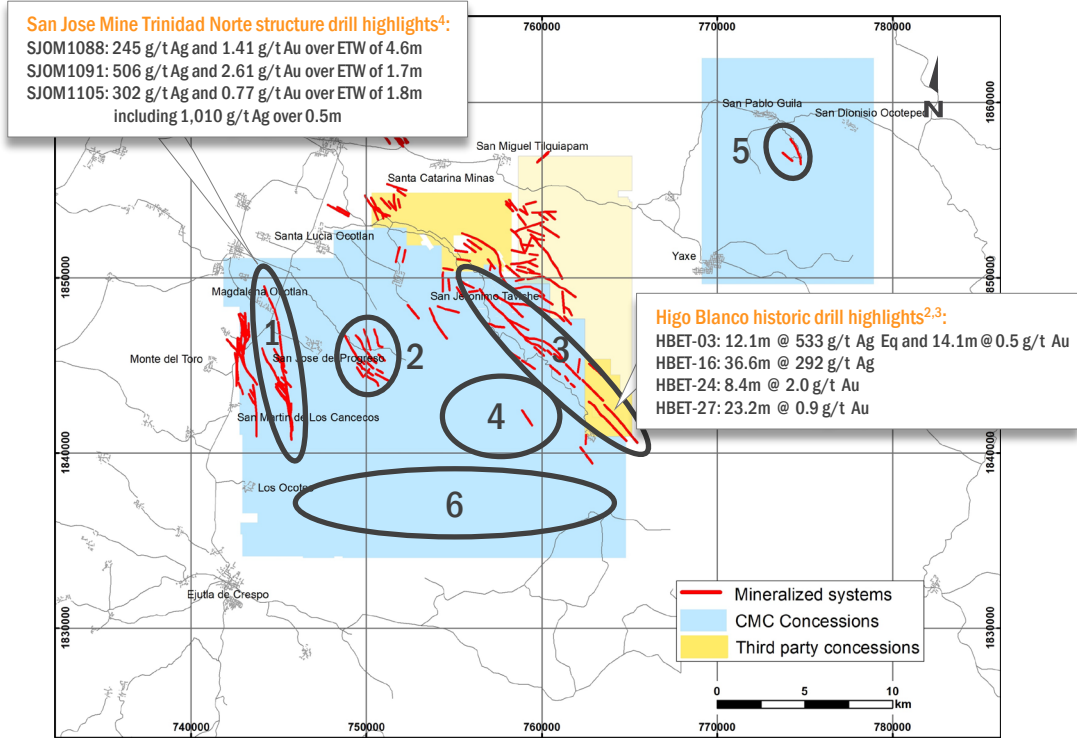 San Jose Mine Trinidad Norte structure drill highlights⁴:
SJOM1088: 245 g/t Ag and 1.41 g/t Au over ETW of 4.6m
SJOM1091: 506 g/t Ag and 2.61 g/t Au over ETW of 1.7m
SJOM1105: 302 g/t Ag and 0.77 g/t Au over ETW of 1.8m
including 1,010 g/t Ag over 0.5m
760000
770000
780000
1860000
San Pablo Guila
San Dionisio Ocotepec
N
San Miguel Tilquiapam
5
Santa Catarina Minas
Santa Lucia Ocotlan
Yaxe
1850000
1850000
San Jeronimo Taviche
Magdalena Ocotlan
Higo Blanco historic drill highlights²,³:
HBET-03: 12.1m @ 533 g/t Ag Eq and 14.1m @ 0.5 g/t Au
HBET-16: 36.6m @ 292 g/t Ag
HBET-24: 8.4m @ 2.0 g/t Au
HBET-27: 23.2m @ 0.9 g/t Au
1
2
3
Monte del Toro
San Jose del Progreso
4
San Martin de Los Cancecos
1840000
1840000
Los Ocotes
6
Ejutla de Crespo
Mineralized systems
CMC Concessions
Third party concessions
1830000
1830000
0 5 10
km
740000
750000
760000
770000
780000